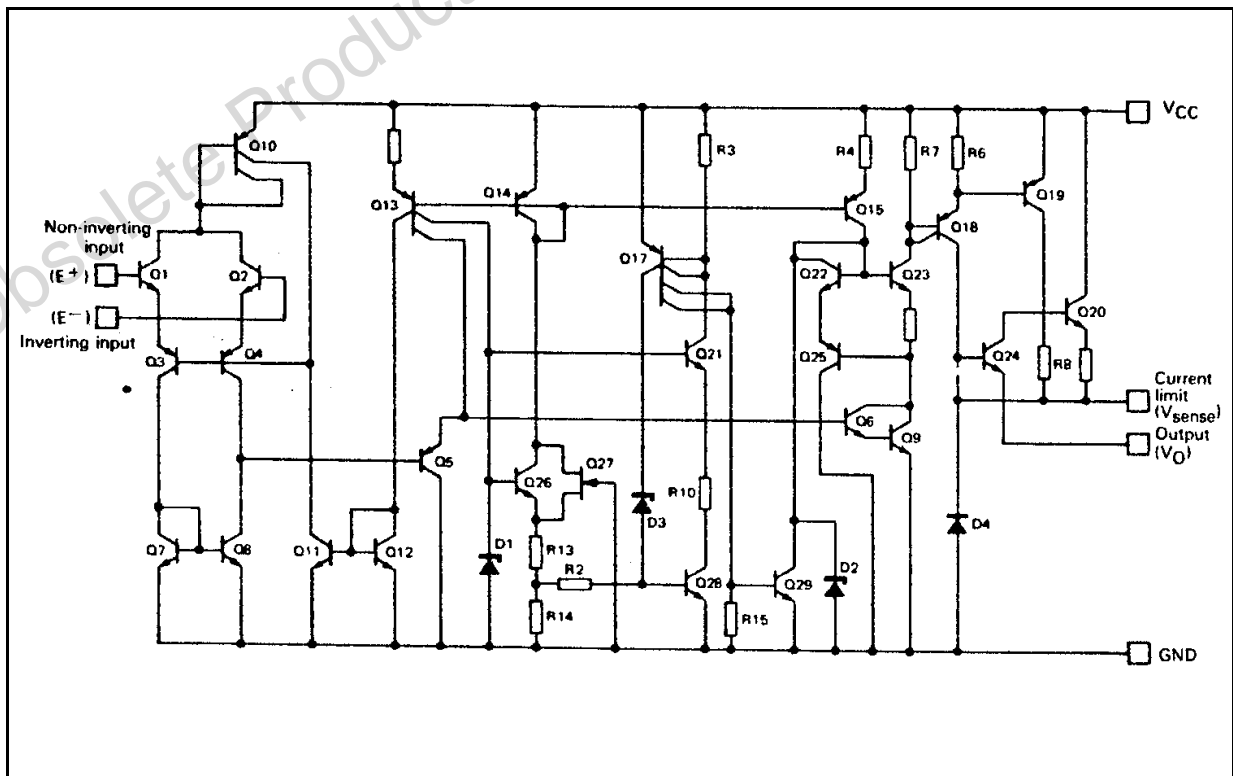 Obsolete Product
VCC
Q10
R3
R4
R7
R6
Q13
Q14
Q15
Q19
Q18
Non-inverting
input
(E+)
Q1
Q2
Q17
Q22
Q23
(E−)
Inverting input
Q20
Q3
Q4
Q21
Q25
Q24
R8
Current
limit
(Vsense)
Q6
Q9
Output
(VO)
Q5
Q27
Q26
R10
D3
D4
Q7
Q8
Q11
Q12
D1
R13
R2
Q28
Q29
D2
R14
R15
GND